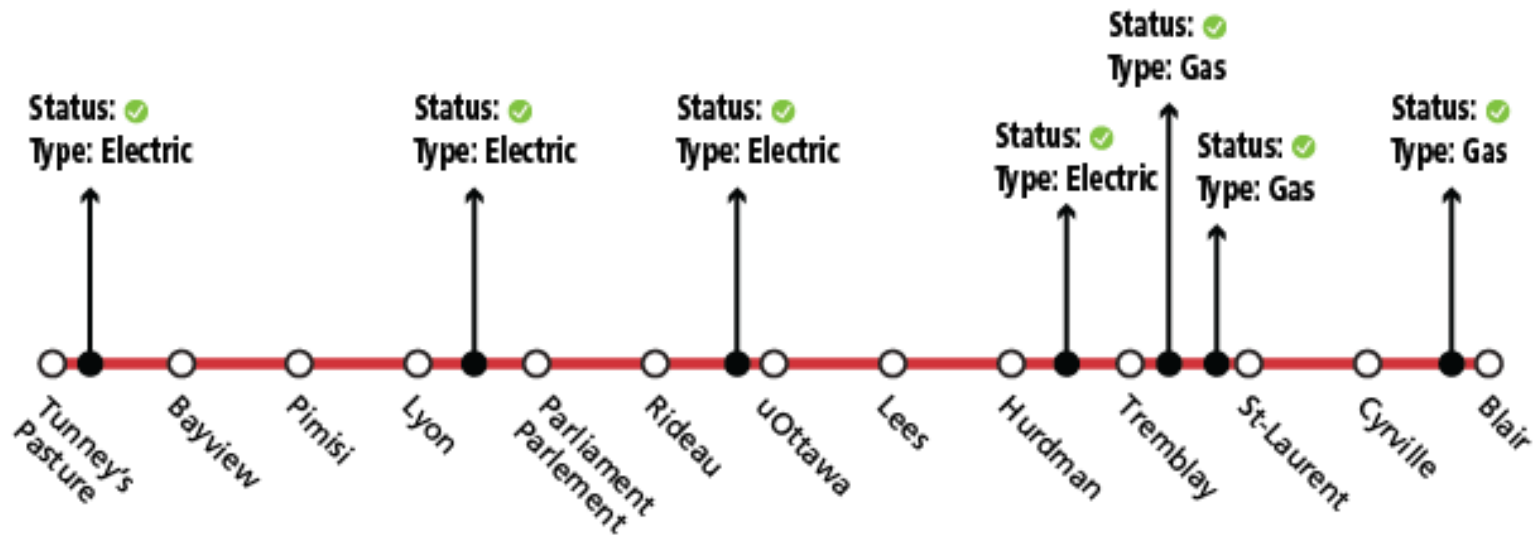 Status:
Type: Electric
Status:
Type: Electric
Status:
Type: Electric
Status:
Type: Electric
Status:
Type: Gas
Status:
Type: Gas
Status:
Type: Gas
Tunney's
Pasture
Bayview
Pimisi
Lyon
Parliament
Parlement
Rideau
uOttawa
Lees
Hurdman
Tremblay
St-Laurent
Cyrville
Blair